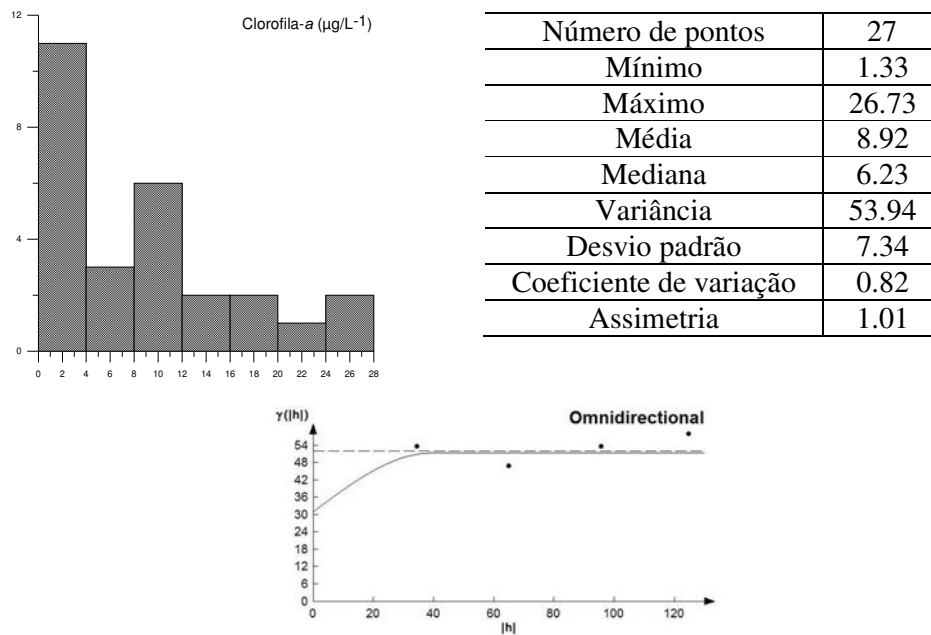 Clorofila-a (µg/L-1)
12
8
4
0
0 2 4 6 8 10 12 14 16 18 20 22 24 26 28
Número de pontos 27
Mínimo 1.33
Máximo 26.73
Média 8.92
Mediana 6.23
Variância 53.94
Desvio padrão 7.34
Coeficiente de variação 0.82
Assimetria 1.01
γ(|h|)
Omnidirectional
54
48
42
36
30
24
18
12
6
0
0 20 40 60 80 100 120
|h|